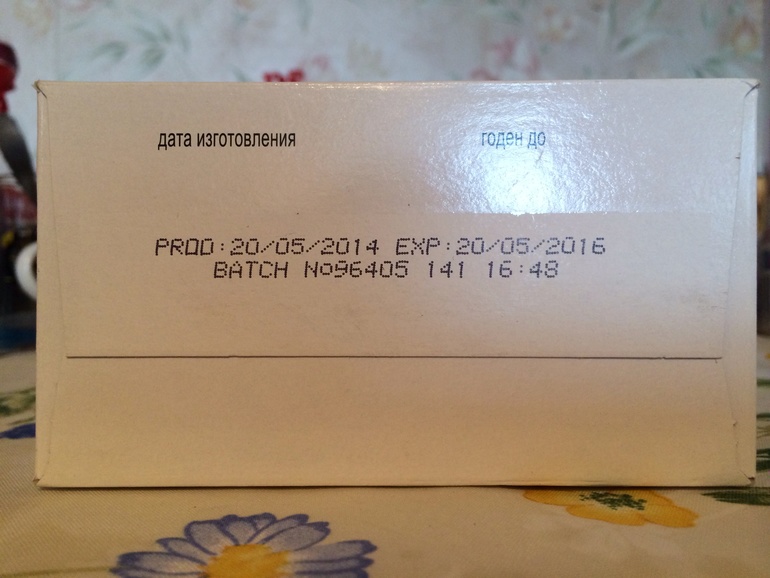 дата изготовления годен до
PROD:20/05/2014 EXP:20/05/2016
BATCH №96405 141 16:48